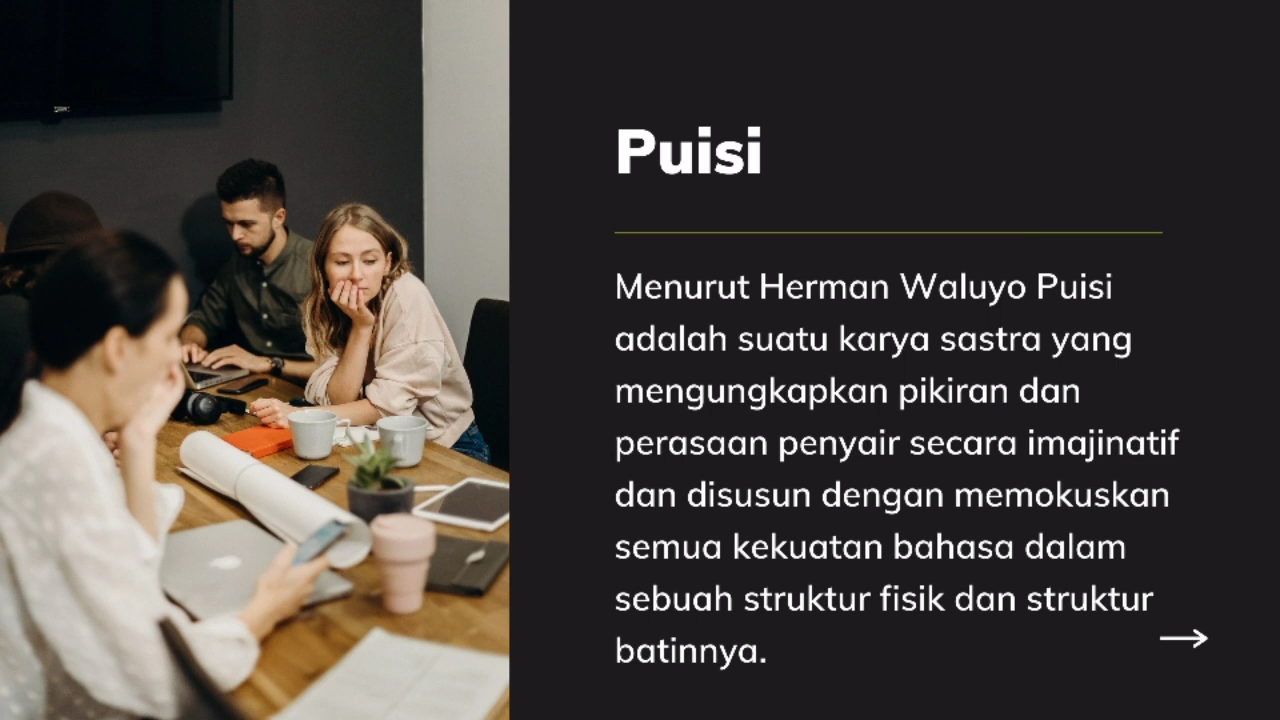 Puisi
Menurut Herman Waluyo Puisi
adalah suatu karya sastra yang
mengungkapkan pikiran dan
perasaan penyair secara imajinatif
dan disusun dengan memokuskan
semua kekuatan bahasa dalam
sebuah struktur fisik dan struktur
batinnya.